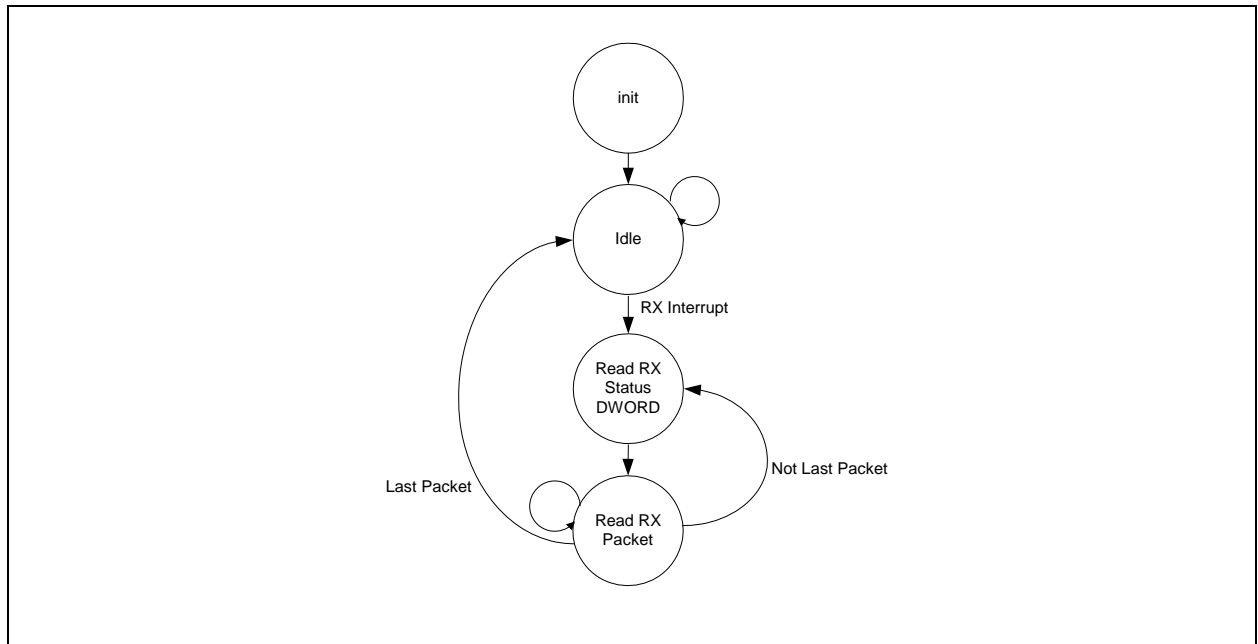 init
Idle
RX Interrupt
Read RX
Status
DWORD
Not Last Packet
Last Packet
Read RX
Packet